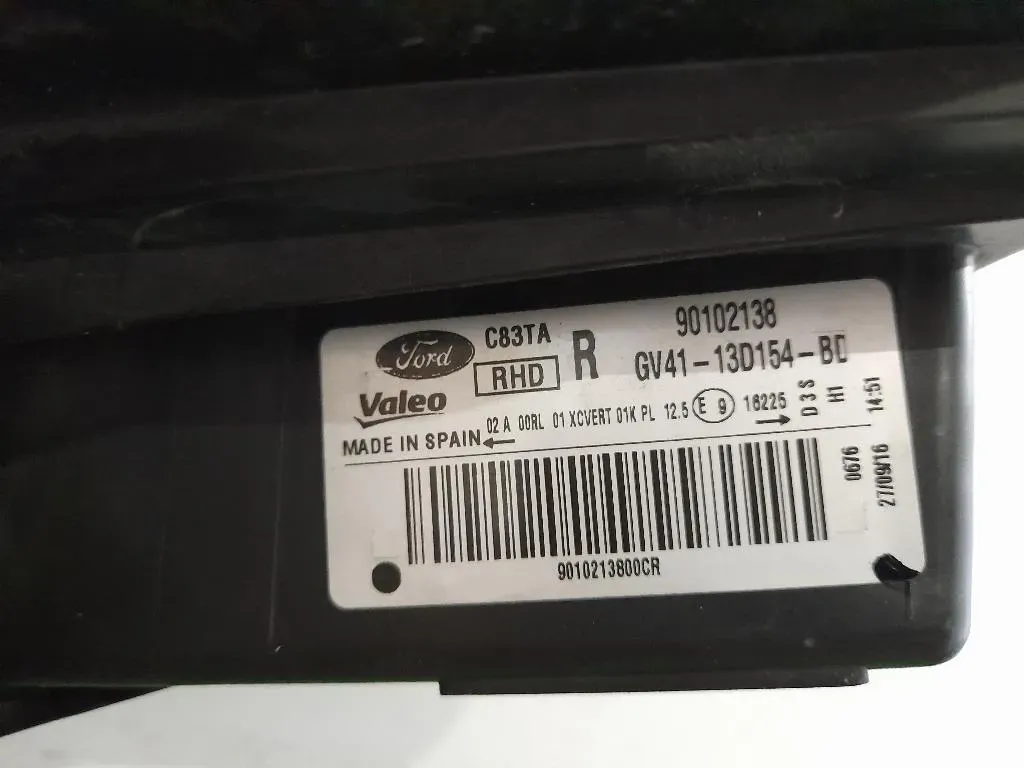 Ford C83TA R 90102138
RHD GV41-13D154-BD
Valeo 02 A 00RL 01 XCVERT 01K PL 12.5 E 9 16225 D3S H1
MADE IN SPAIN
0676
27/09/16 14:51
9010213800CR